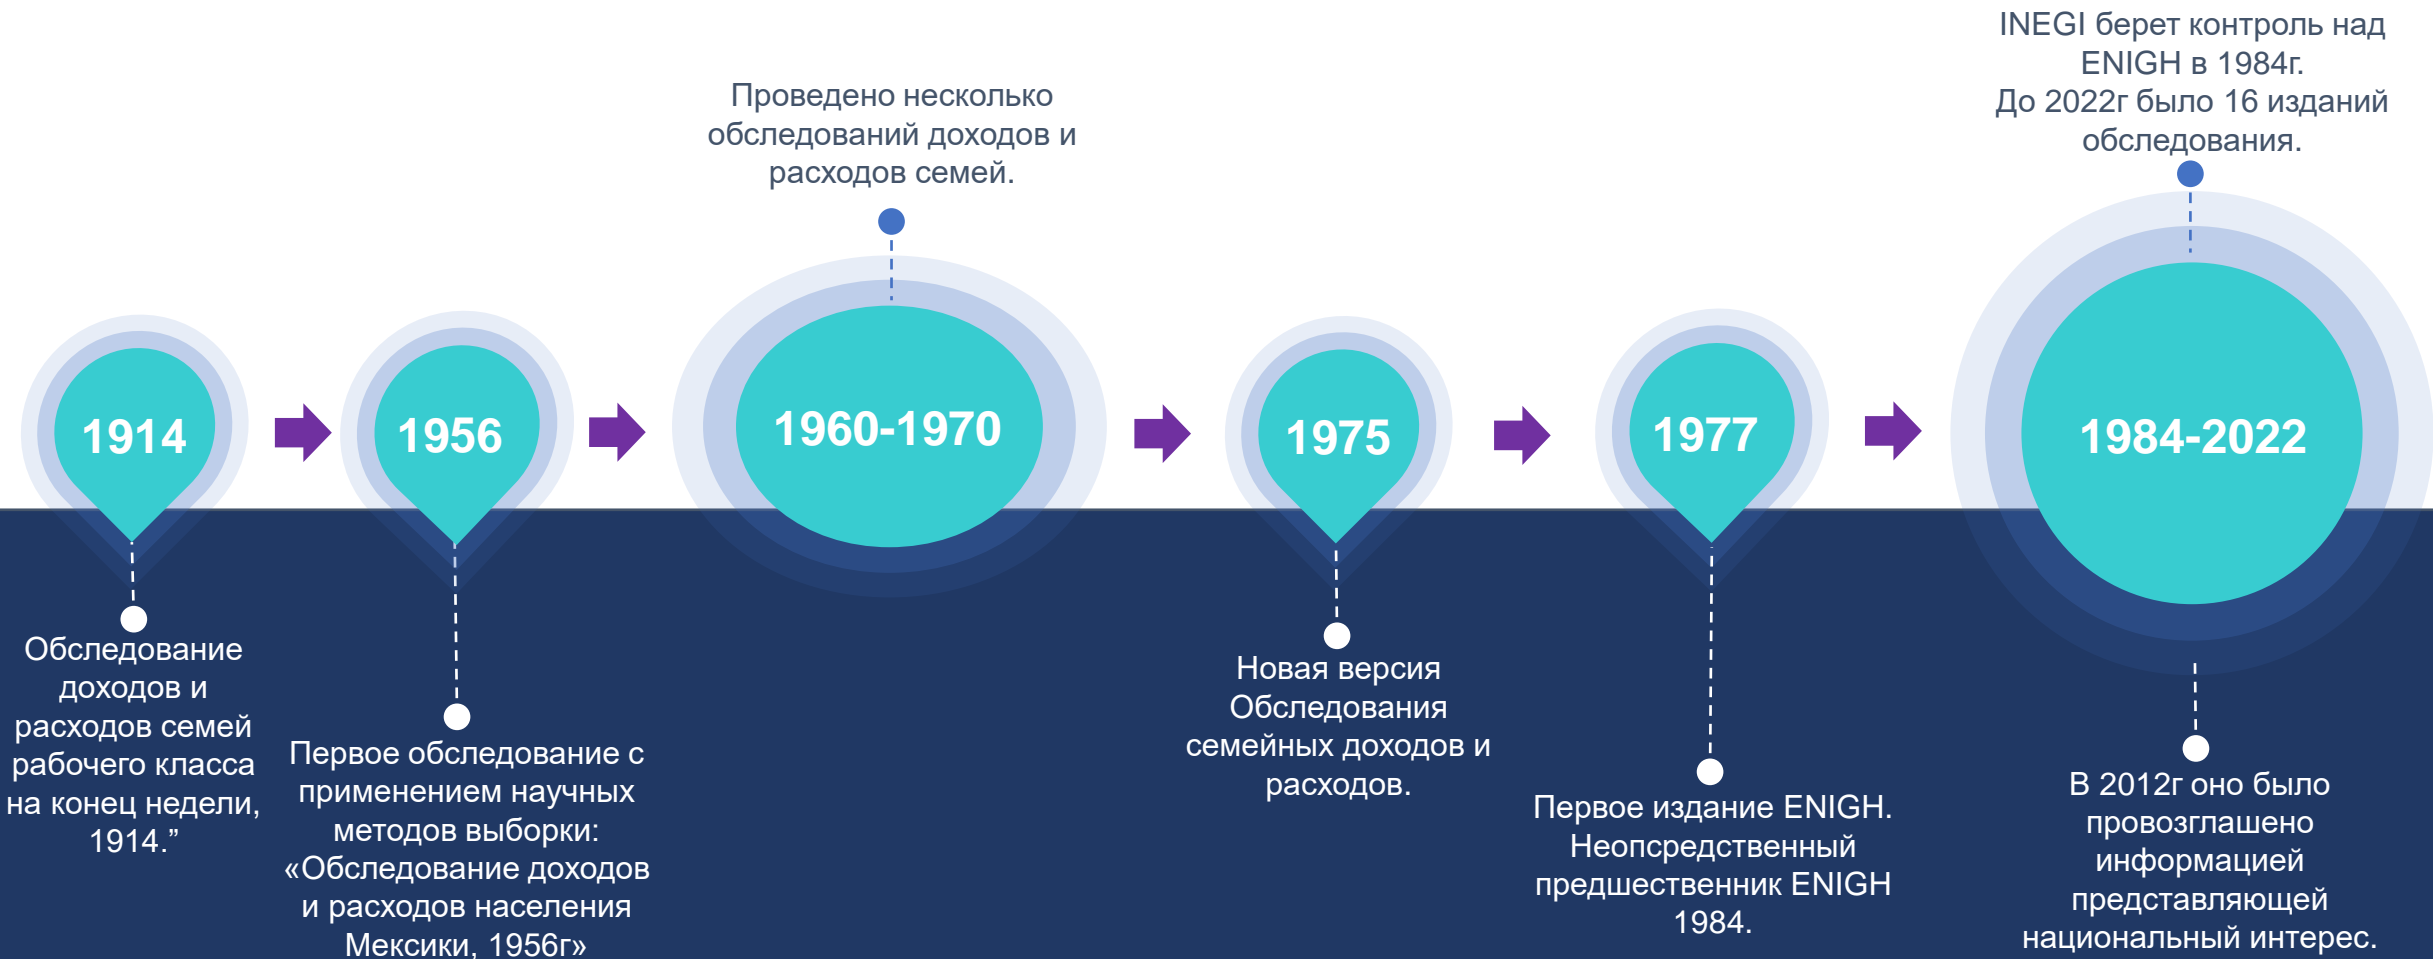 1914
Обследование
доходов и
расходов семей
рабочего класса
на конец недели,
1914.”
1956
Первое обследование с
применением научных
методов выборки:
«Обследование доходов
и расходов населения
Мексики, 1956г»
Проведено несколько
обследований доходов и
расходов семей.
1960-1970
1975
Новая версия
Обследования
семейных доходов и
расходов.
1977
Первое издание ENIGH.
Неопсредственный
предшественник ENIGH
1984.
INEGI берет контроль над
ENIGH в 1984г.
До 2022г было 16 изданий
обследования.
1984-2022
В 2012г оно было
провозглашено
информацией
представляющей
национальный интерес.